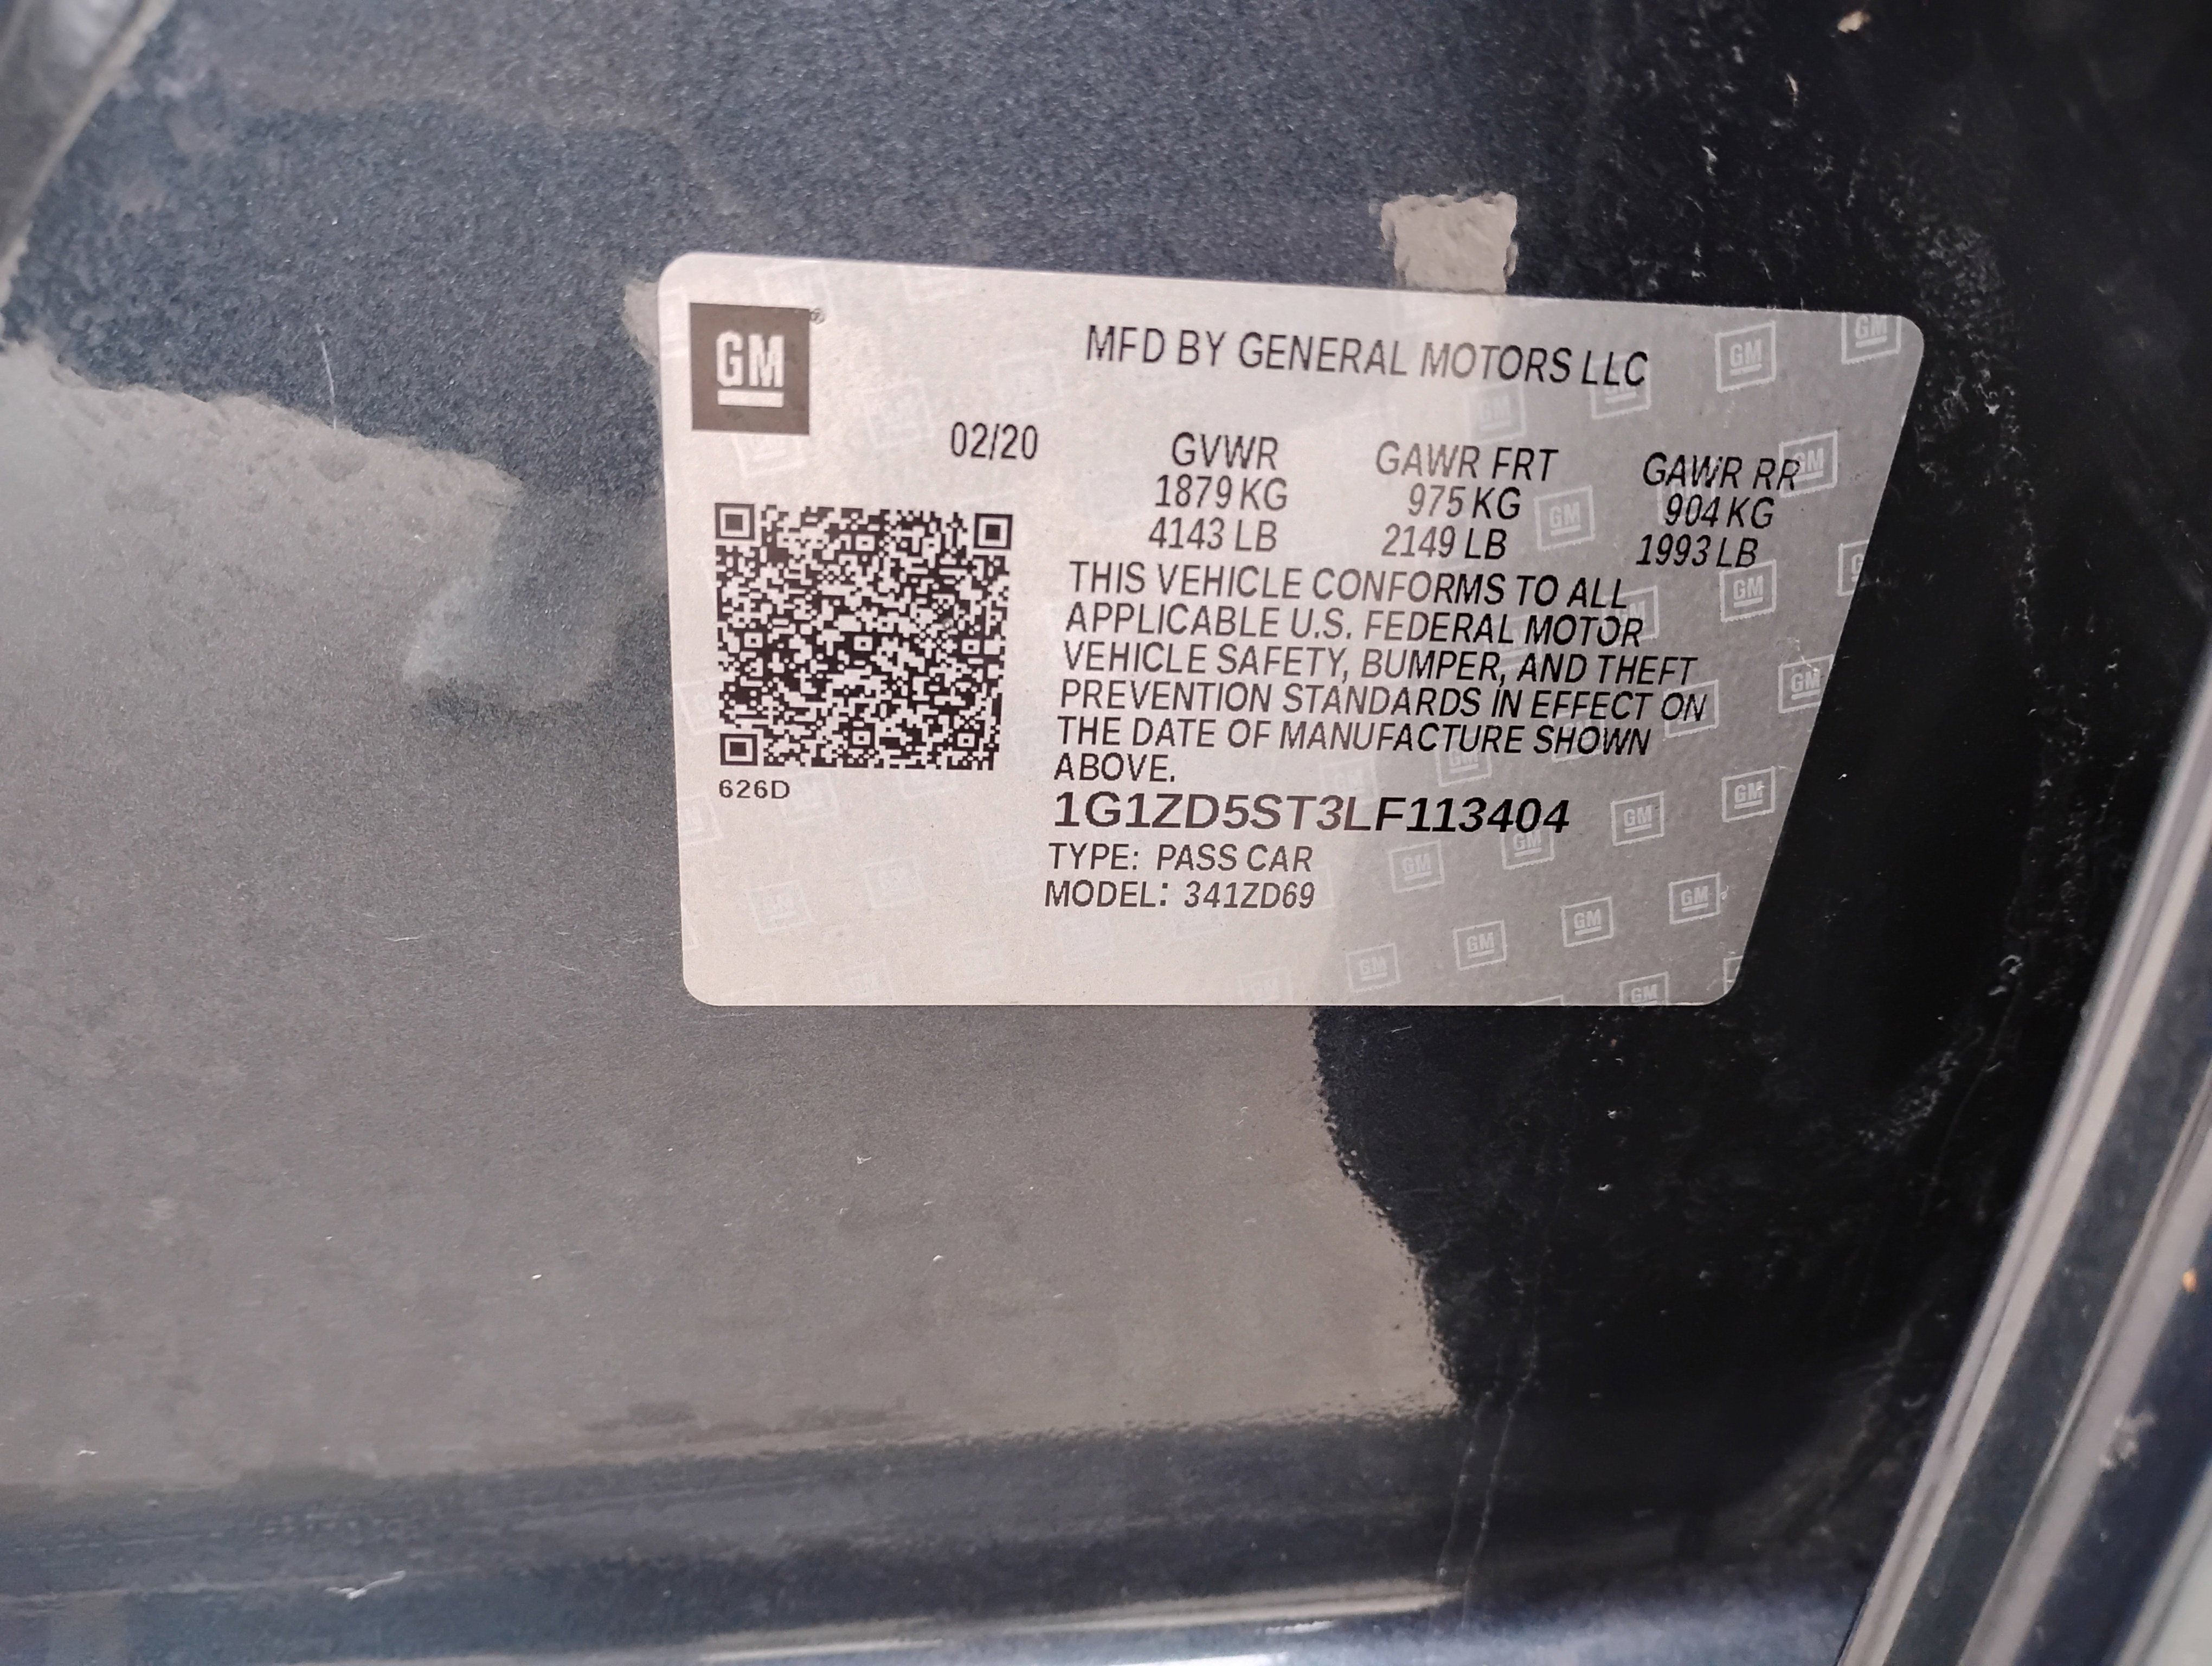 GM
MFD BY GENERAL MOTORS LLC
02/20
GVWR GAWR FRT GAWR RR
1879 KG 975 KG 904 KG
4143 LB 2149 LB 1993 LB
THIS VEHICLE CONFORMS TO ALL
APPLICABLE U.S. FEDERAL MOTOR
VEHICLE SAFETY, BUMPER, AND THEFT
PREVENTION STANDARDS IN EFFECT ON
THE DATE OF MANUFACTURE SHOWN
ABOVE.
626D
1G1ZD5ST3LF113404
TYPE: PASS CAR
MODEL: 341ZD69